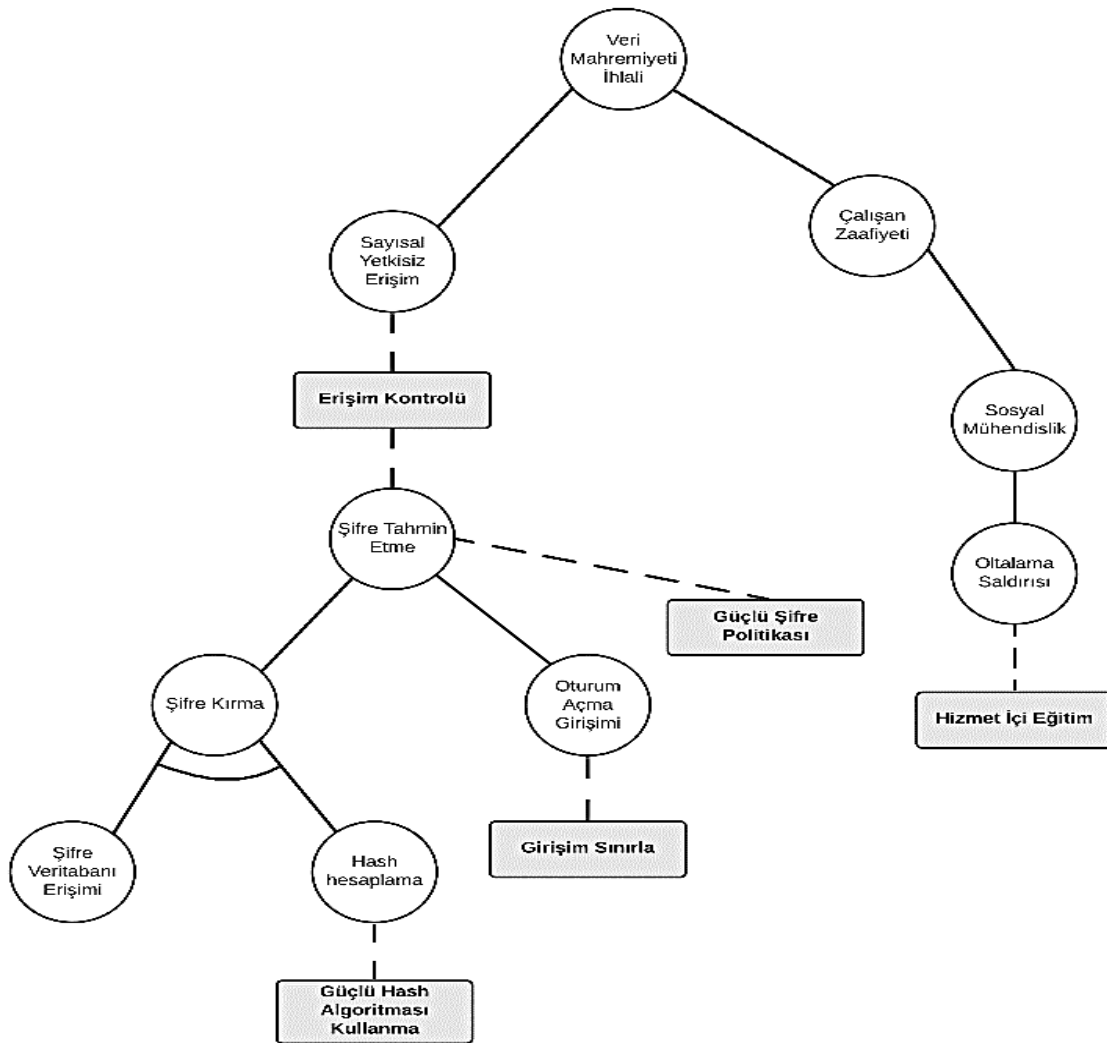 Veri
Mahremiyeti
İhlali
Çalışan
Zaafiyeti
Sayısal
Yetkisiz
Erişim
Erişim Kontrolü
Sosyal
Mühendislik
Şifre Tahmin
Etme
Oltalama
Saldırısı
Güçlü Şifre
Politikası
Şifre Kırma
Oturum
Açma
Girişimi
Hizmet İçi Eğitim
Girişim Sınırla
Şifre
Veritabanı
Erişimi
Hash
hesaplama
Güçlü Hash
Algoritması
Kullanma